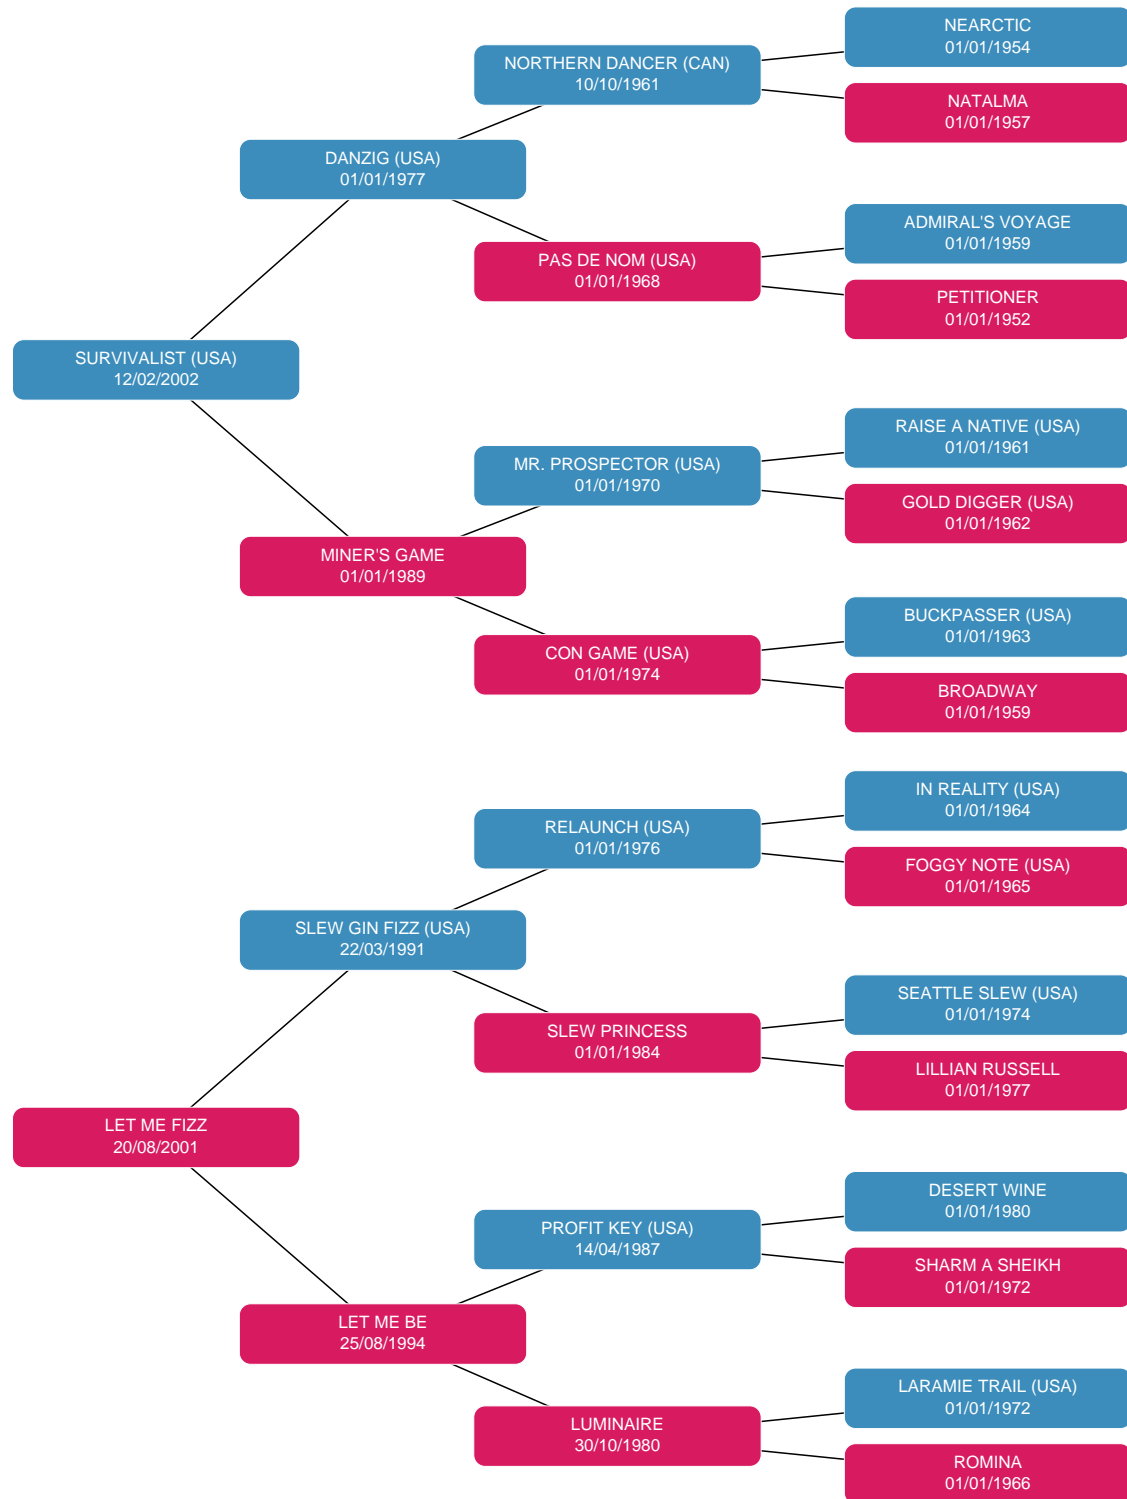 NEARCTIC
01/01/1954
NORTHERN DANCER (CAN)
10/10/1961
NATALMA
01/01/1957
DANZIG (USA)
01/01/1977
ADMIRAL'S VOYAGE
01/01/1959
PAS DE NOM (USA)
01/01/1968
PETITIONER
01/01/1952
SURVIVALIST (USA)
12/02/2002
RAISE A NATIVE (USA)
01/01/1961
MR. PROSPECTOR (USA)
01/01/1970
GOLD DIGGER (USA)
01/01/1962
MINER'S GAME
01/01/1989
BUCKPASSER (USA)
01/01/1963
CON GAME (USA)
01/01/1974
BROADWAY
01/01/1959
IN REALITY (USA)
01/01/1964
RELAUNCH (USA)
01/01/1976
FOGGY NOTE (USA)
01/01/1965
SLEW GIN FIZZ (USA)
22/03/1991
SEATTLE SLEW (USA)
01/01/1974
SLEW PRINCESS
01/01/1984
LILLIAN RUSSELL
01/01/1977
LET ME FIZZ
20/08/2001
DESERT WINE
01/01/1980
PROFIT KEY (USA)
14/04/1987
SHARM A SHEIKH
01/01/1972
LET ME BE
25/08/1994
LARAMIE TRAIL (USA)
01/01/1972
LUMINAIRE
30/10/1980
ROMINA
01/01/1966